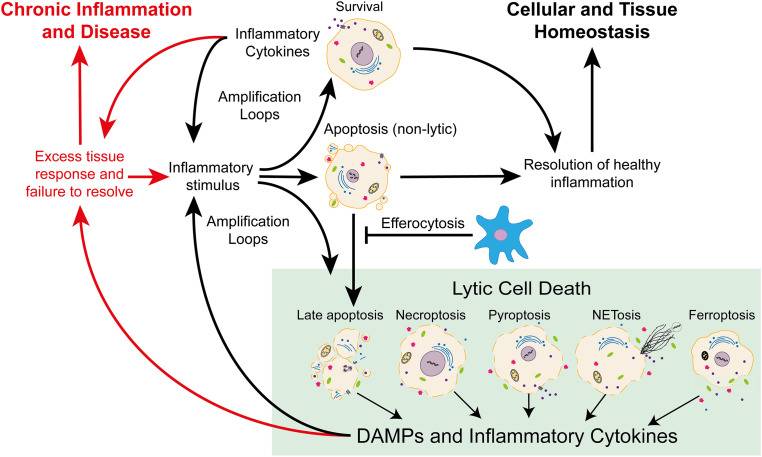 Chronic Inflammation
and Disease
Inflammatory
Cytokines
Survival
Cellular and Tissue
Homeostasis
Amplification
Loops
Apoptosis (non-lytic)
Excess tissue
response and
failure to resolve
Inflammatory
stimulus
Resolution of healthy
inflammation
Amplification
Loops
Efferocytosis
Lytic Cell Death
Late apoptosis
Necroptosis
Pyroptosis
NETosis
Ferroptosis
DAMPs and Inflammatory Cytokines